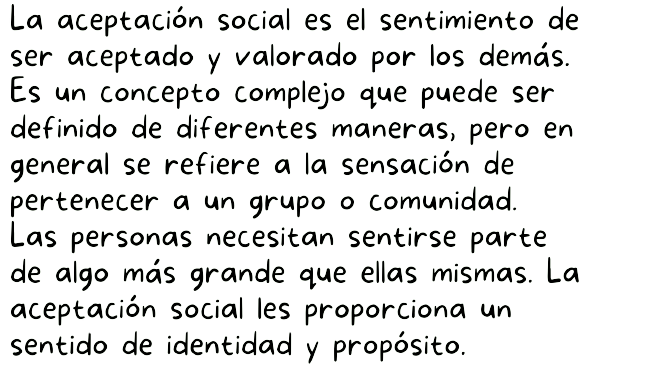 La aceptación social es el sentimiento de
ser aceptado y valorado por los demás.
Es un concepto complejo que puede ser
definido de diferentes maneras, pero en
general se refiere a la sensación de
pertenecer a un grupo o comunidad.
Las personas necesitan sentirse parte
de algo más grande que ellas mismas. La
aceptación social les proporciona un
sentido de identidad y propósito.